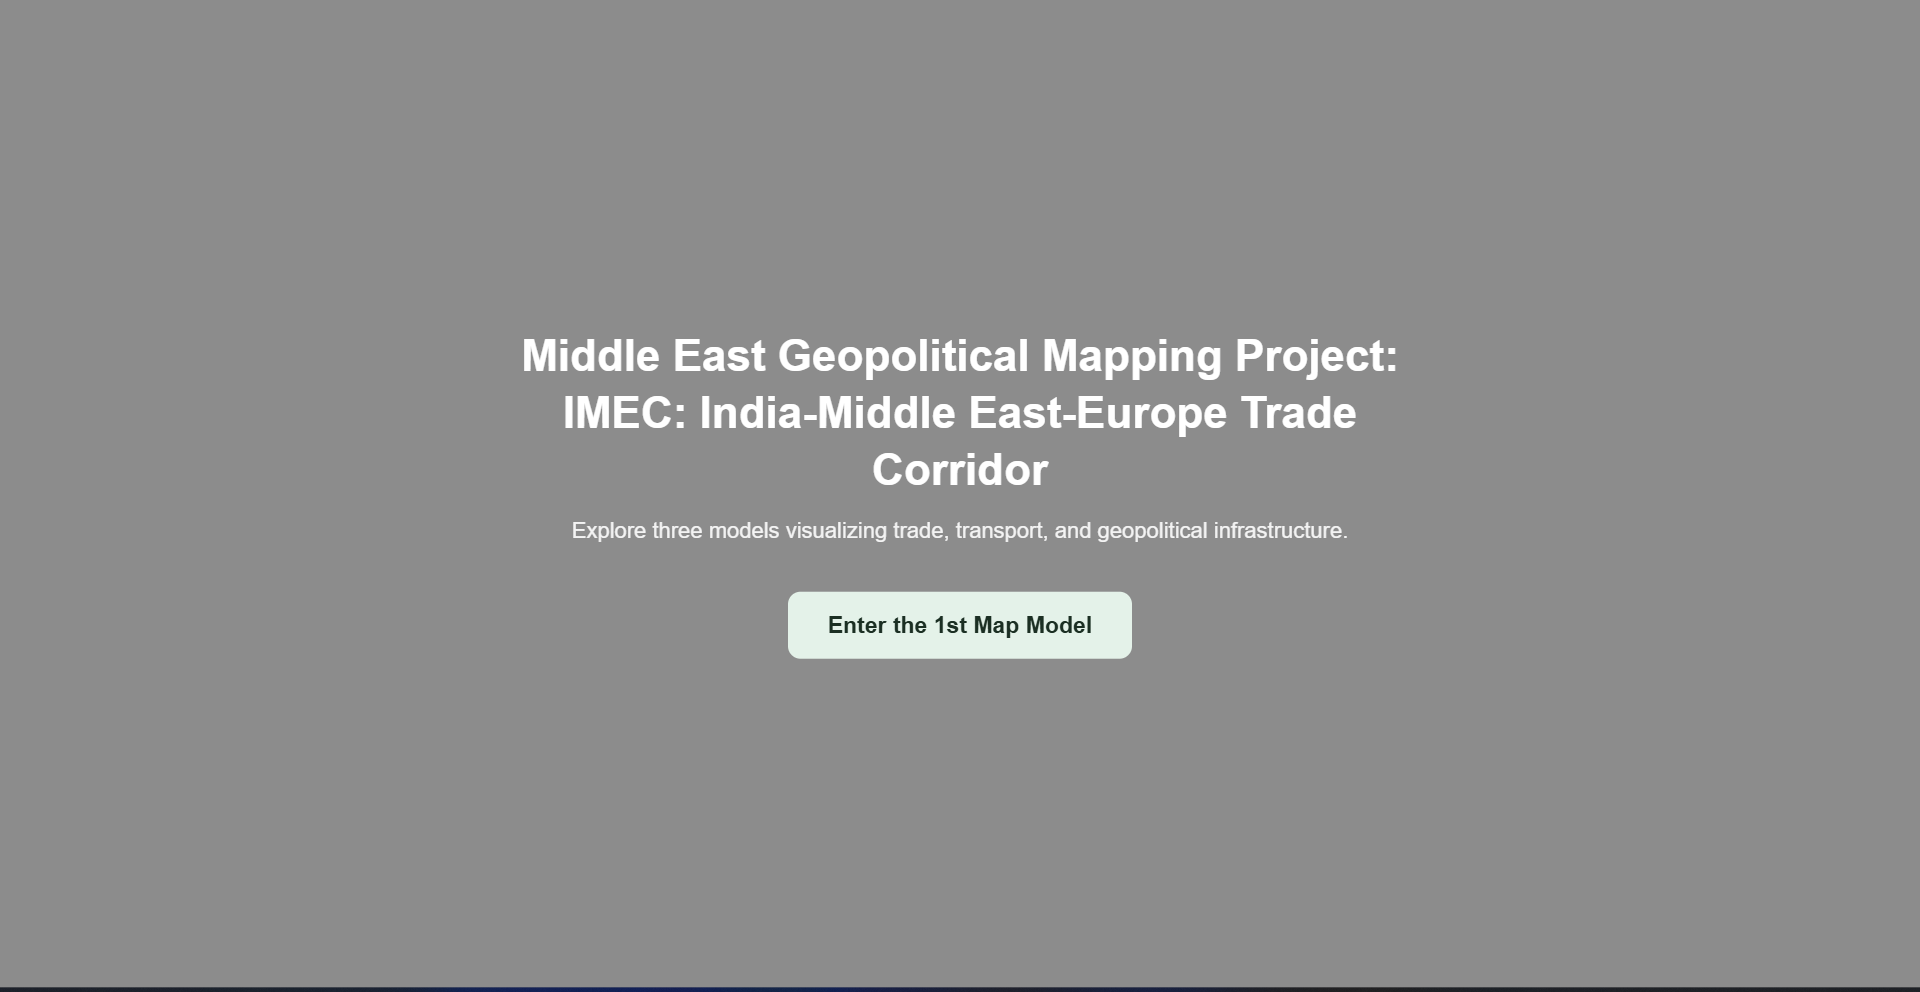 Middle East Geopolitical Mapping Project:
IMEC: India-Middle East-Europe Trade
Corridor
Explore three models visualizing trade, transport, and geopolitical infrastructure.
Enter the 1st Map Model